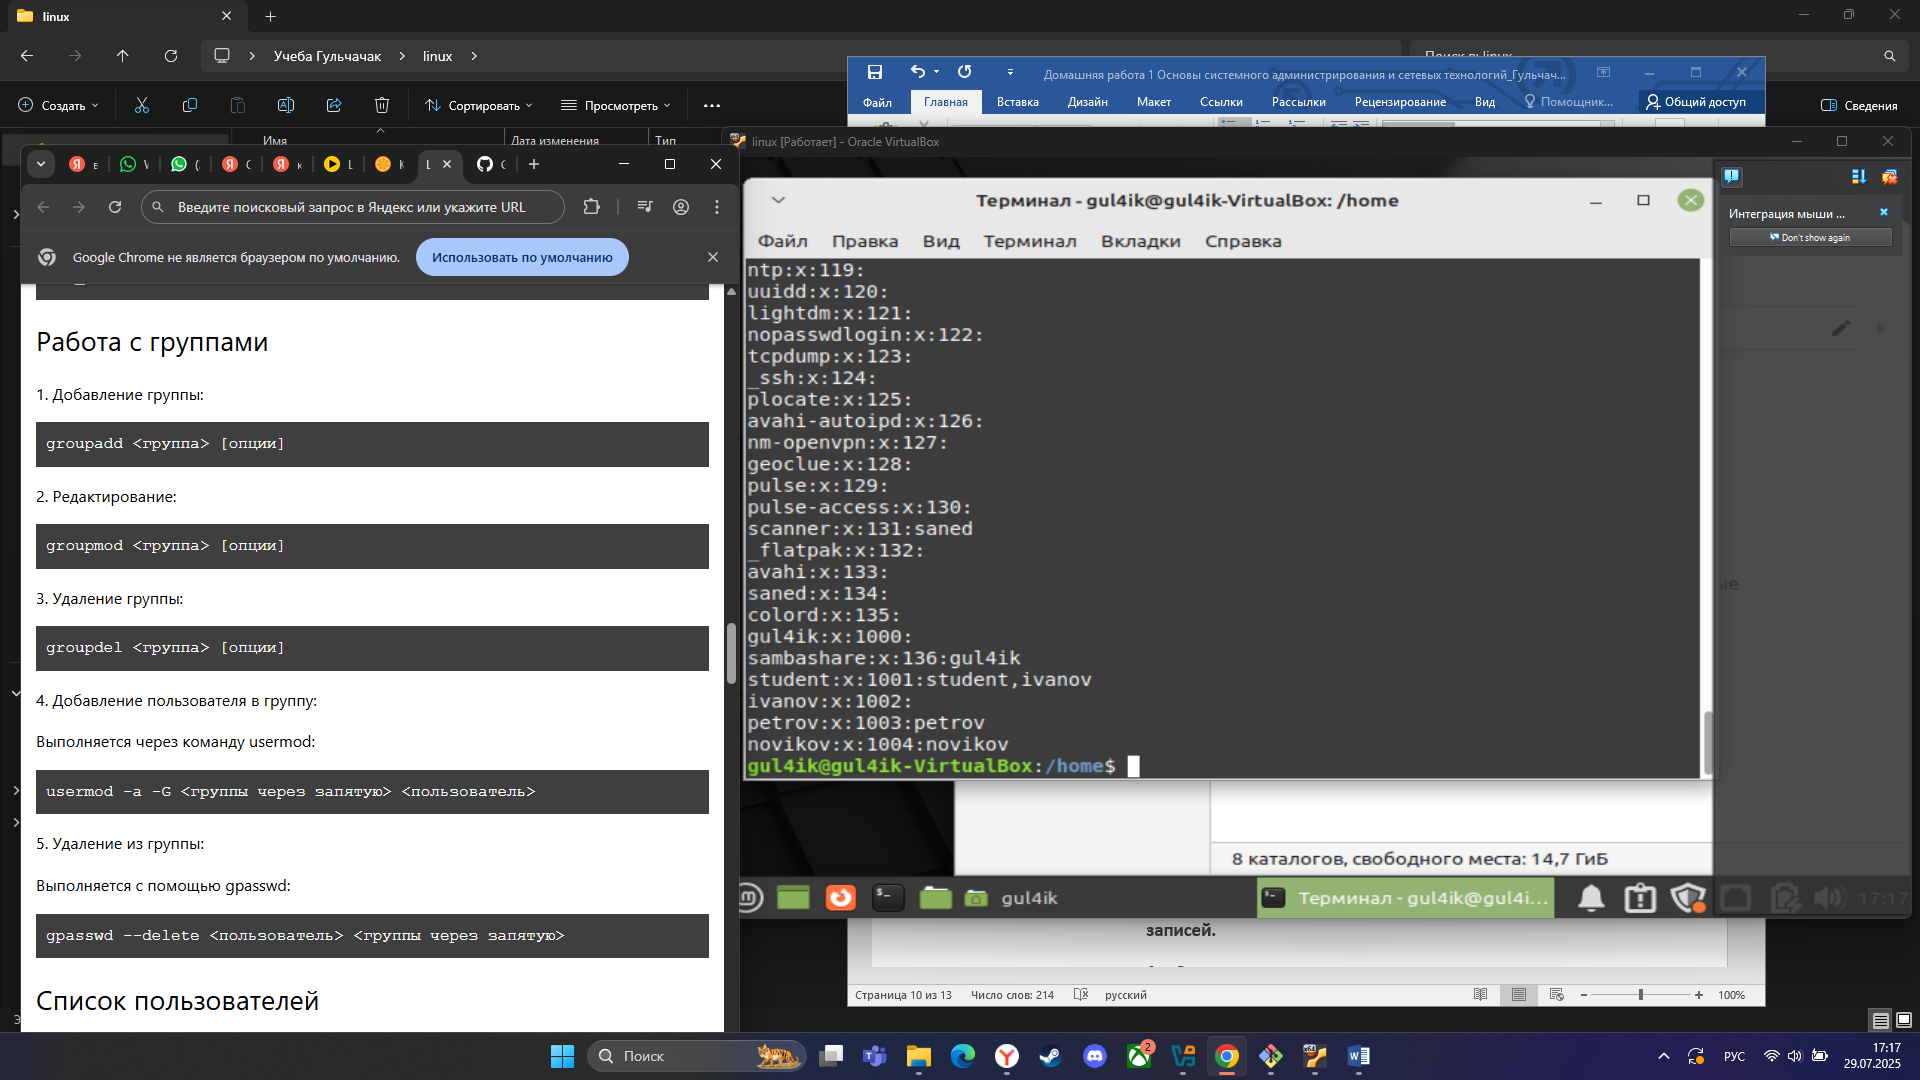 linux
Учеба Гульчачак
linux
Поиск в: linux
Создать
Сортировать
Просмотреть
Сведения
Имя
Дата изменения
Тип
Домашняя работа 1 Основы системного администрирования и сетевых технологий_Гульчач...
Файл
Главная
Вставка
Дизайн
Макет
Ссылки
Рассылки
Рецензирование
Вид
Помощник...
Общий доступ
linux [Работает] - Oracle VirtualBox
Введите поисковый запрос в Яндекс или укажите URL
Google Chrome не является браузером по умолчанию.
Использовать по умолчанию
Работа с группами
1. Добавление группы:
groupadd <группа> [опции]
2. Редактирование:
groupmod <группа> [опции]
3. Удаление группы:
groupdel <группа> [опции]
4. Добавление пользователя в группу:
Выполняется через команду usermod:
usermod -a -G <группы через запятую> <пользователь>
5. Удаление из группы:
Выполняется с помощью gpasswd:
gpasswd --delete <пользователь> <группы через запятую>
Список пользователей
Терминал - gul4ik@gul4ik-VirtualBox: /home
Файл
Правка
Вид
Терминал
Вкладки
Справка
ntp:x:119:
uuidd:x:120:
lightdm:x:121:
nopasswdlogin:x:122:
tcpdump:x:123:
_ssh:x:124:
plocate:x:125:
avahi-autoipd:x:126:
nm-openvpn:x:127:
geoclue:x:128:
pulse:x:129:
pulse-access:x:130:
scanner:x:131:saned
_flatpak:x:132:
avahi:x:133:
saned:x:134:
colord:x:135:
gul4ik:x:1000:
sambashare:x:136:gul4ik
student:x:1001:student,ivanov
ivanov:x:1002:
petrov:x:1003:petrov
novikov:x:1004:novikov
gul4ik@gul4ik-VirtualBox:/home$
Интеграция мыши ...
Don't show again
8 каталогов, свободного места: 14,7 ГиБ
gul4ik
Терминал - gul4ik@gul4i...
17:17
записей.
Страница 10 из 13
Число слов: 214
русский
100%
Поиск
2
РУС
17:17
29.07.2025